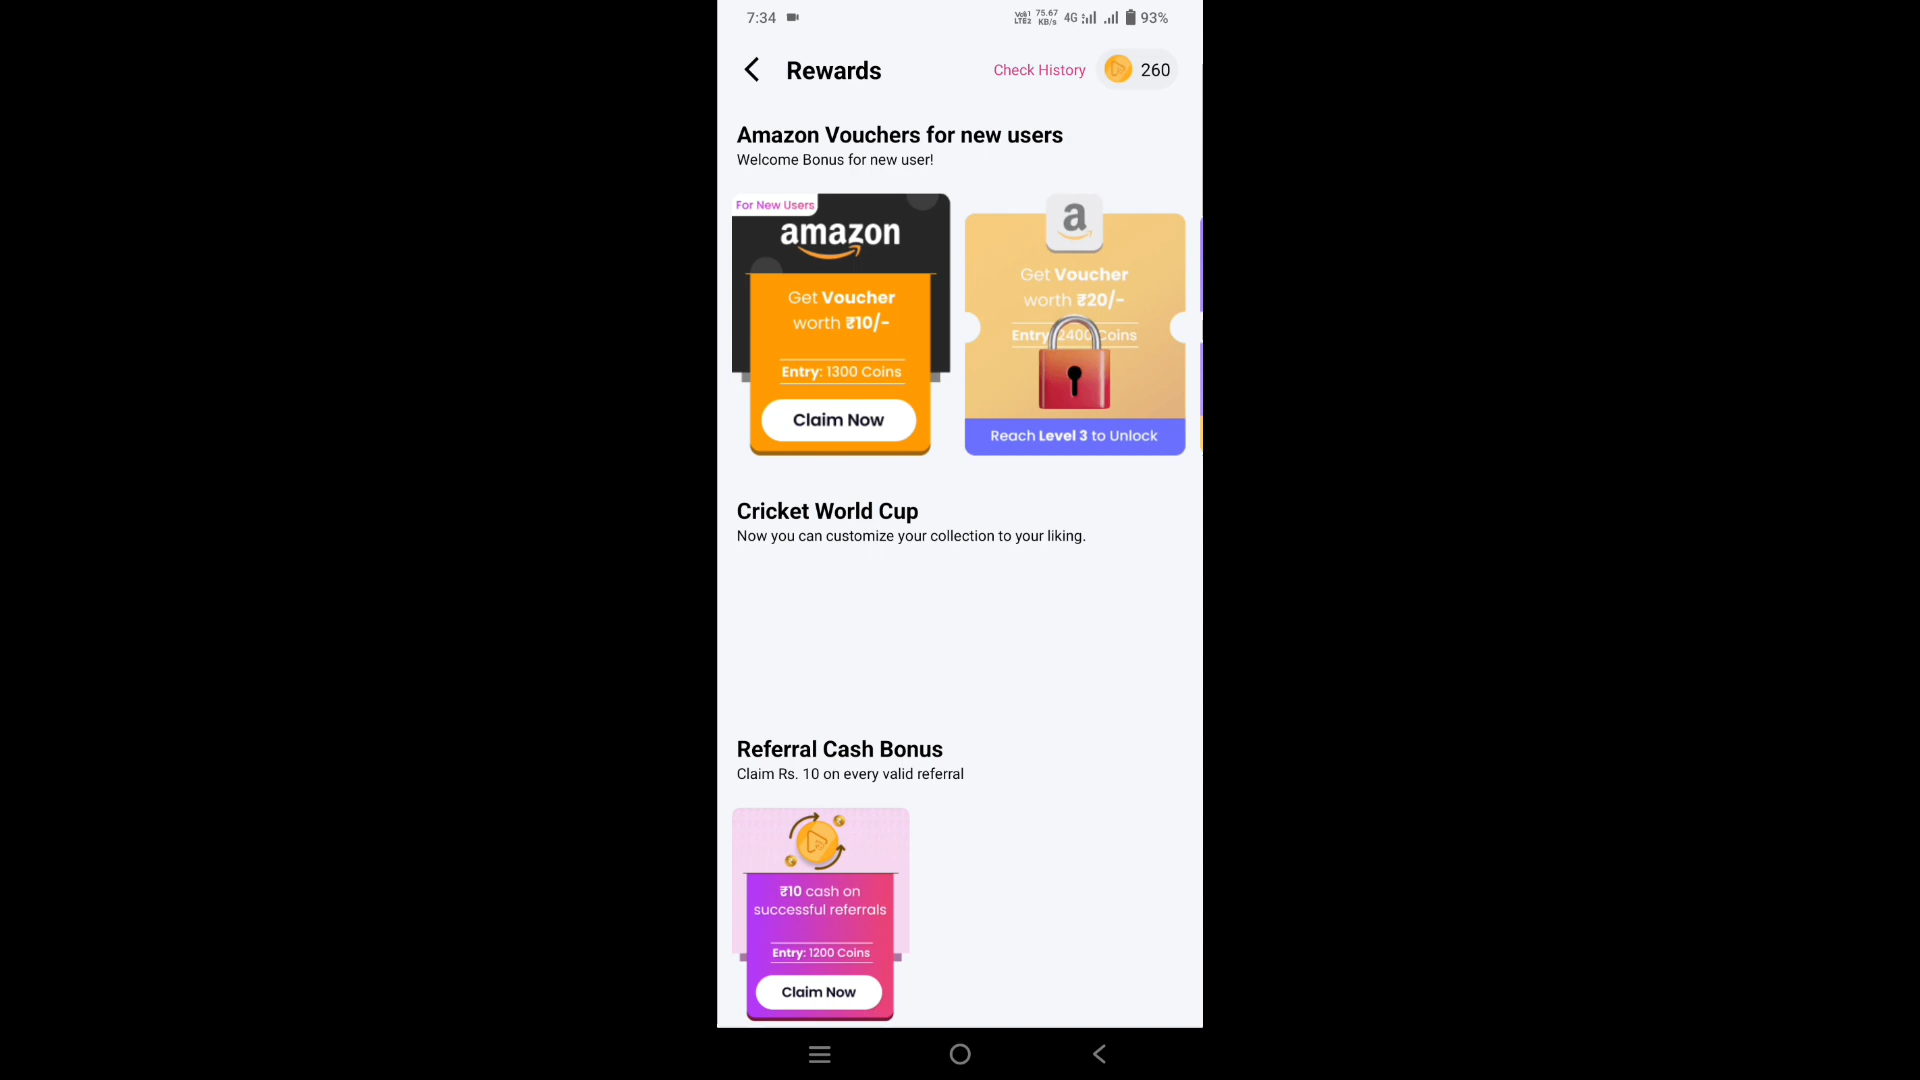 7:34
Vo) 1
LTE2
75.67
KB/s
4G
93%
Rewards
Check History
260
Amazon Vouchers for new users
Welcome Bonus for new user!
For New Users
amazon
Get Voucher
worth ₹10/-
Entry: 1300 Coins
Claim Now
a
Get Voucher
worth ₹20/-
Entry: 2400 Coins
Reach Level 3 to Unlock
Cricket World Cup
Now you can customize your collection to your liking.
Referral Cash Bonus
Claim Rs. 10 on every valid referral
₹10 cash on
successful referrals
Entry: 1200 Coins
Claim Now